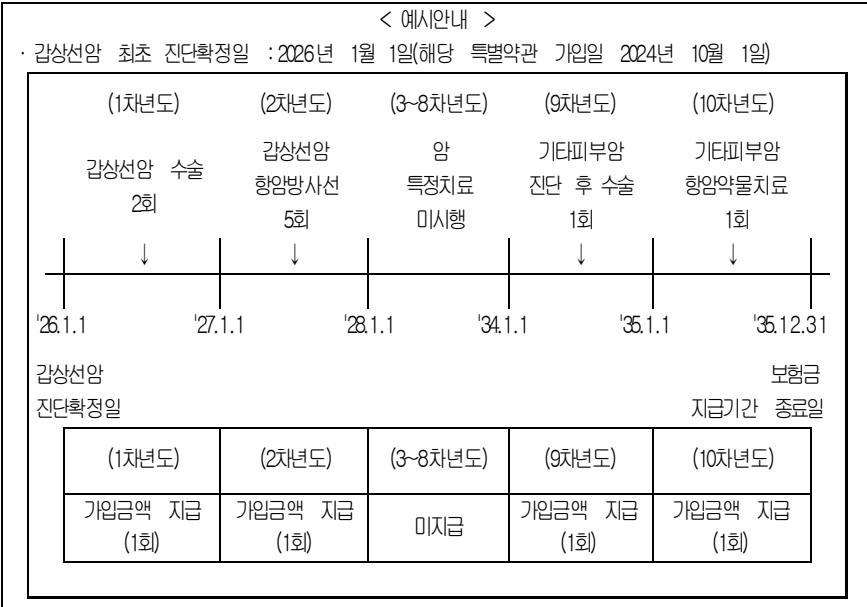 < 예시안내 >
· 갑상선암 최초 진단확정일 : 2026년 1월 1일(해당 특별약관 가입일 2024년 10월 1일)
(1차년도) (2차년도) (3~8차년도) (9차년도) (10차년도)
갑상선암 암 기타피부암 기타피부암
갑상선암 수술 항암방사선 특정치료 진단 후 수술 항암약물치료
2회 5회 미시행 1회 1회
↓ ↓ ↓ ↓
'26.1.1 '27.1.1 '28.1.1 '34.1.1 '35.1.1 '35.12.31
갑상선암 보험금
진단확정일 지급기간 종료일
(1차년도) (2차년도) (3~8차년도) (9차년도) (10차년도)
가입금액 지급 가입금액 지급 미지급 가입금액 지급 가입금액 지급
(1회) (1회) (1회) (1회)